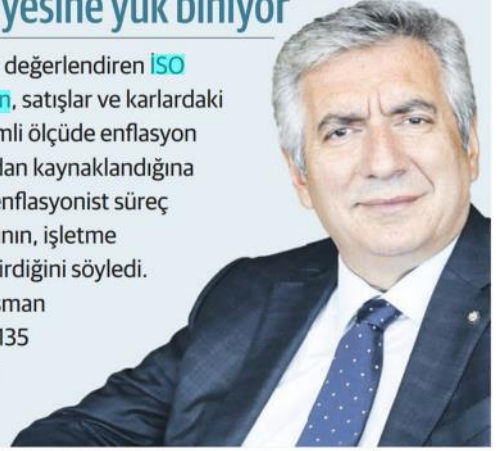 yesine yük biniyor
değerlendiren İSO
n, satışlar ve karlardaki
mli ölçüde enflasyon
dan kaynaklandığına
enflasyonist süreç
nın, işletme
irdiğini söyledi.
sman
135